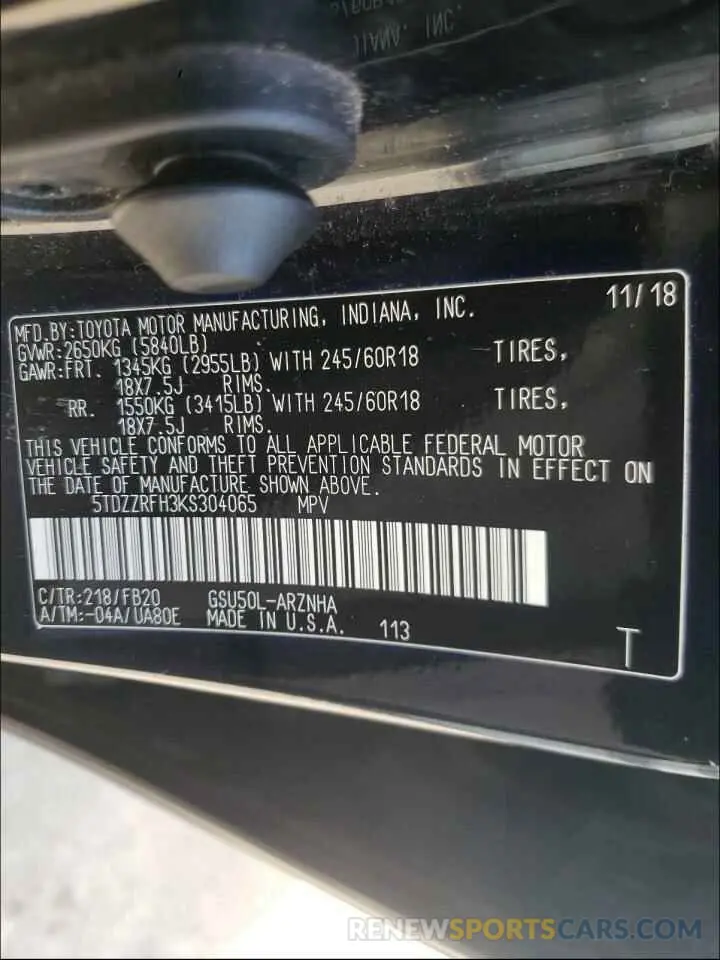 IANA, INC.
11/18
MFD.BY:TOYOTA MOTOR MANUFACTURING, INDIANA, INC.
GVWR:2650KG (5840LB)
GAWR:FRT. 1345KG (2955LB) WITH 245/60R18 TIRES,
18X7.5J RIMS.
RR. 1550KG (3415LB) WITH 245/60R18 TIRES,
18X7.5J RIMS.
THIS VEHICLE CONFORMS TO ALL APPLICABLE FEDERAL MOTOR
VEHICLE SAFETY AND THEFT PREVENTION STANDARDS IN EFFECT ON
THE DATE OF MANUFACTURE SHOWN ABOVE.
5TDZZRFH3KS304065 MPV
C/TR:218/FB20 GSU50L-ARZNHA
A/TM:-04A/UA80E MADE IN U.S.A. 113
T
RENEWSPORTSCARS.COM